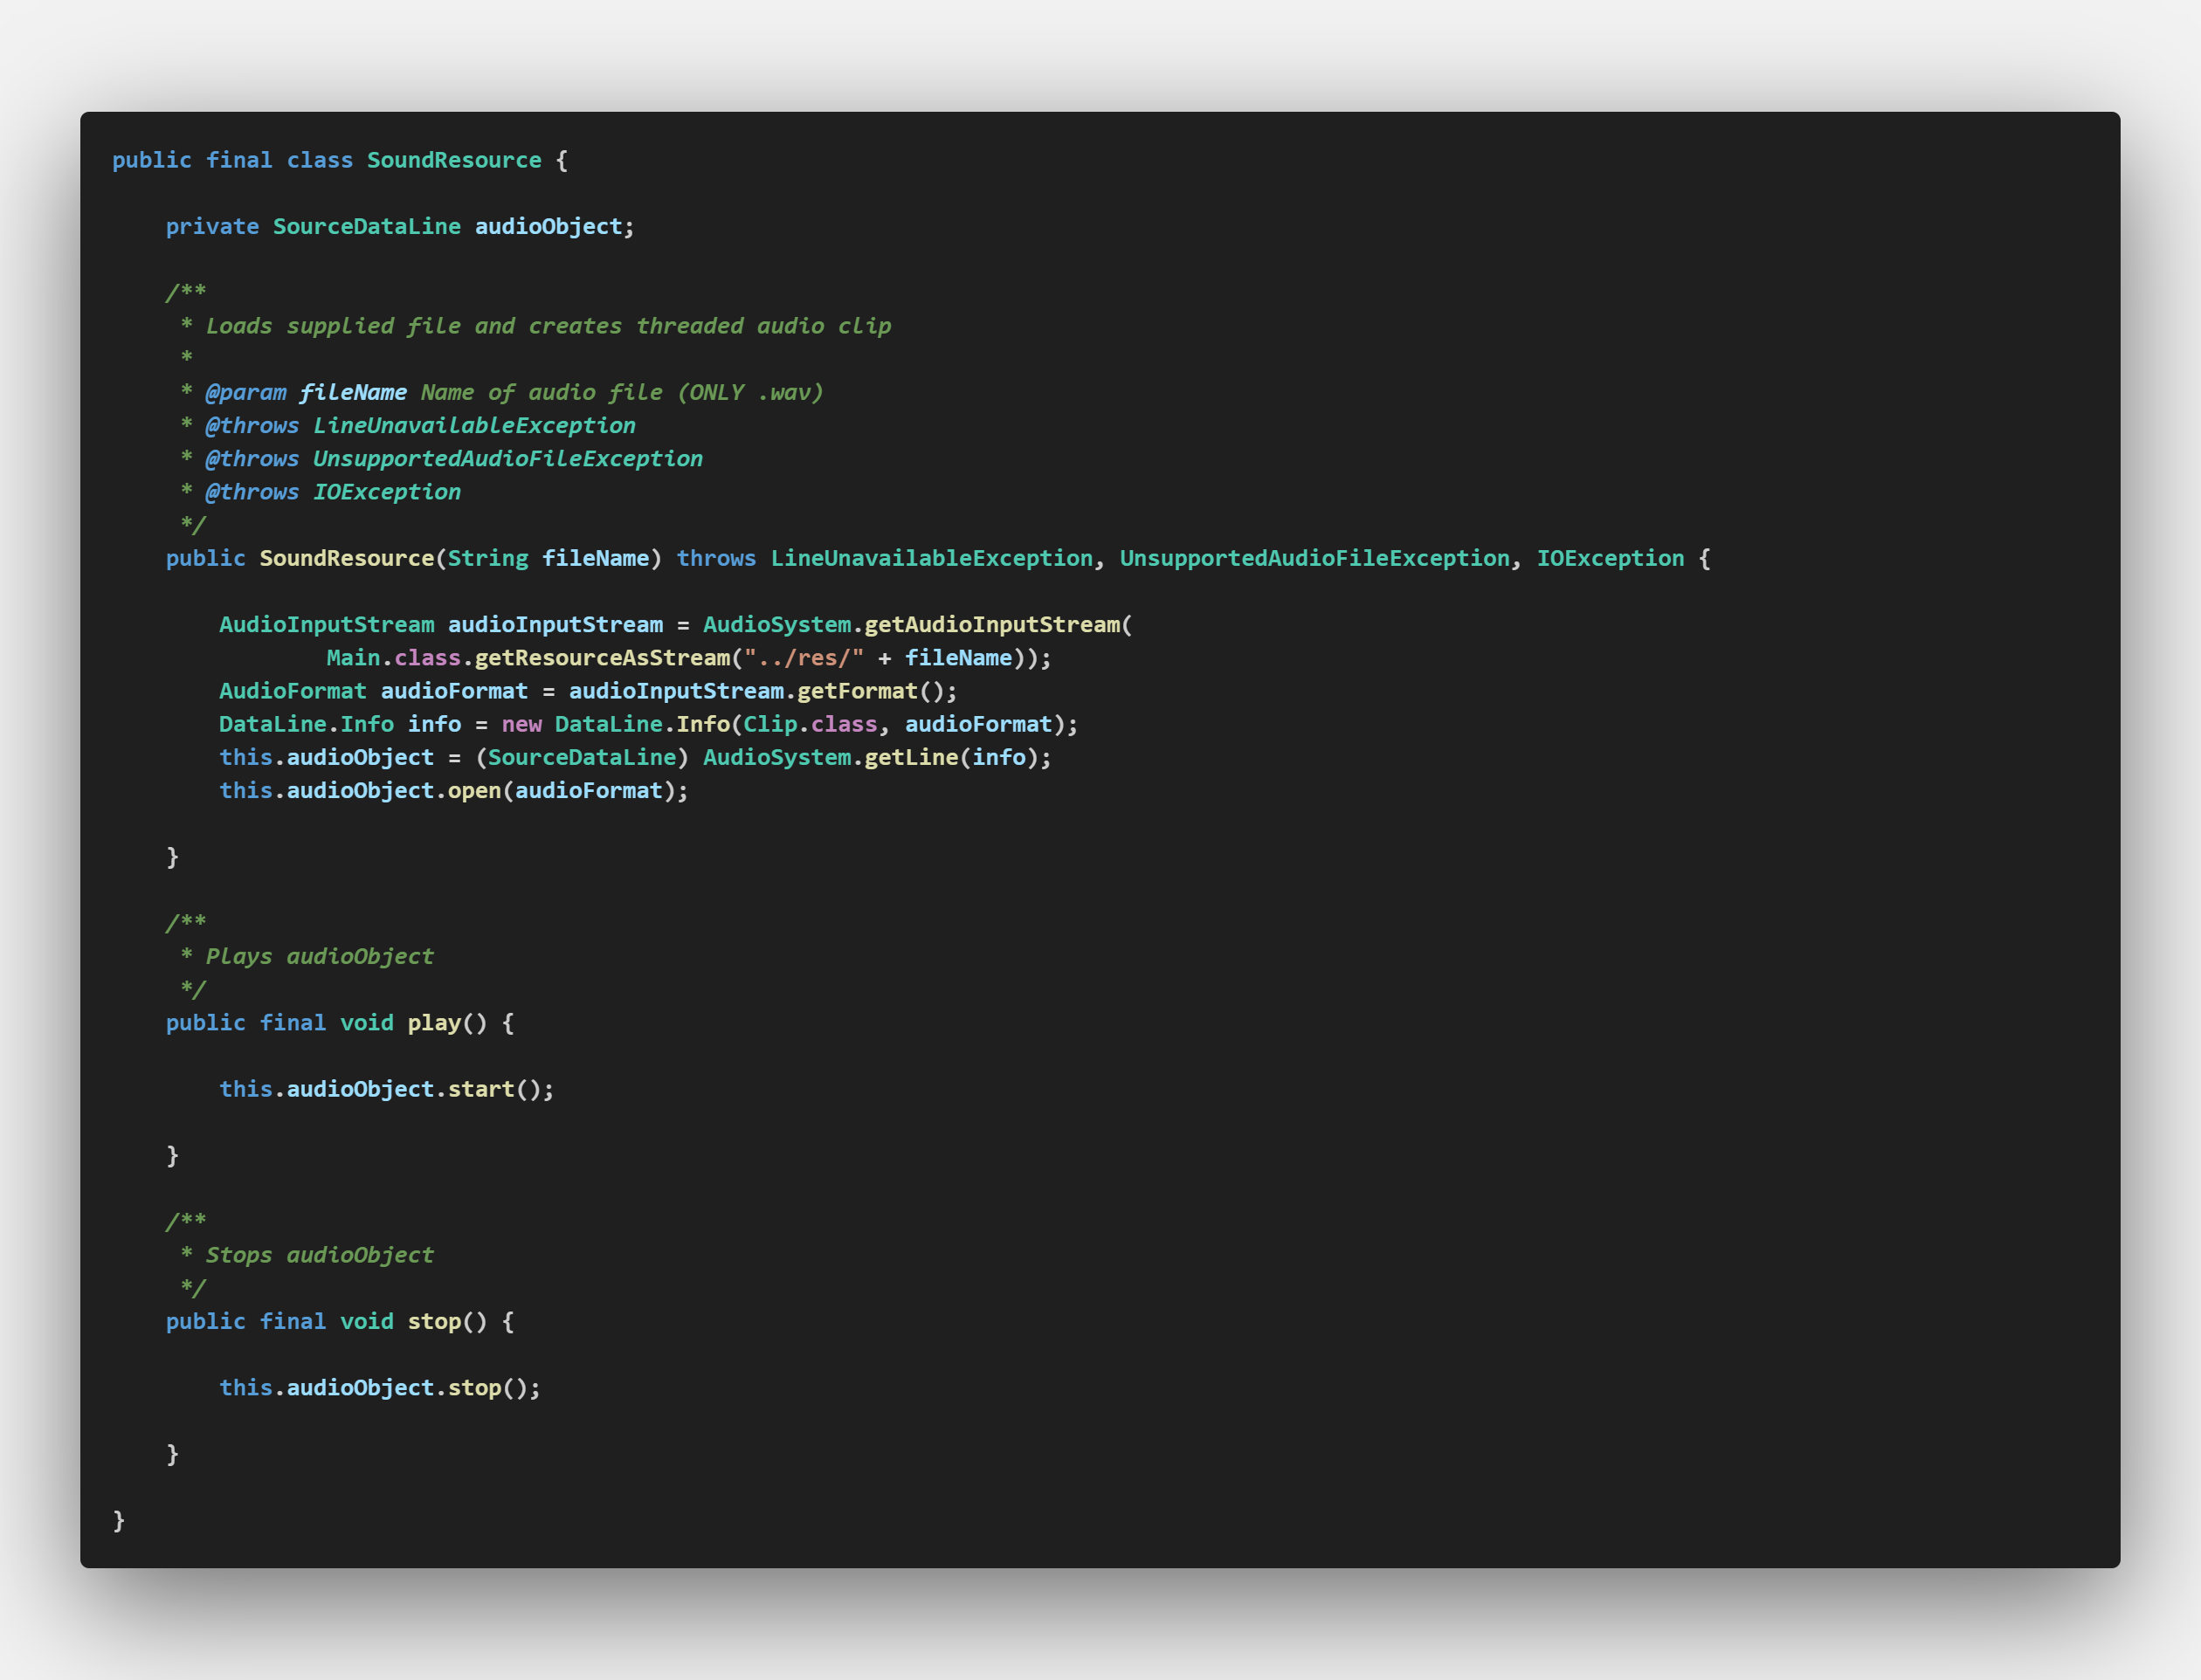 public final class SoundResource {
    private SourceDataLine audioObject;
    /**
     * Loads supplied file and creates threaded audio clip
     *
     * @param fileName Name of audio file (ONLY .wav)
     * @throws LineUnavailableException
     * @throws UnsupportedAudioFileException
     * @throws IOException
     */
    public SoundResource(String fileName) throws LineUnavailableException, UnsupportedAudioFileException, IOException {
        AudioInputStream audioInputStream = AudioSystem.getAudioInputStream(
                Main.class.getResourceAsStream("../res/" + fileName));
        AudioFormat audioFormat = audioInputStream.getFormat();
        DataLine.Info info = new DataLine.Info(Clip.class, audioFormat);
        this.audioObject = (SourceDataLine) AudioSystem.getLine(info);
        this.audioObject.open(audioFormat);
    }
    /**
     * Plays audioObject
     */
    public final void play() {
        this.audioObject.start();
    }
    /**
     * Stops audioObject
     */
    public final void stop() {
        this.audioObject.stop();
    }
}